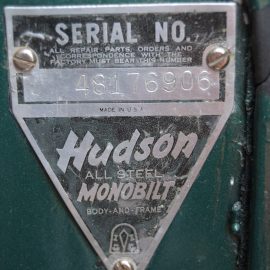 SERIAL NO.
ALL REPAIR-PARTS, ORDERS AND
CORRESPONDENCE WITH THE
FACTORY MUST BEAR THIS NUMBER
48176906
MADE IN U.S.A.
Hudson
ALL STEEL
MONOBILT
BODY-AND-FRAME